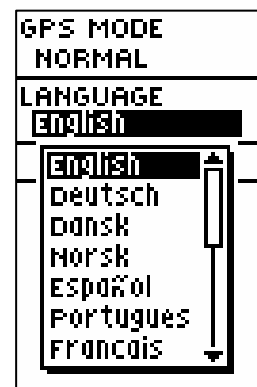 GPS MODE
NORMAL
LANGUAGE
English
English
Deutsch
Dansk
Norsk
Español
Portugues
Francais